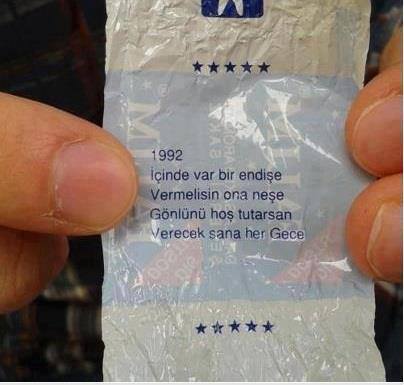 1992
İçinde var bir endişe
Vermelisin ona neşe
Gönlünü hoş tutarsan
Verecek sana her Gece